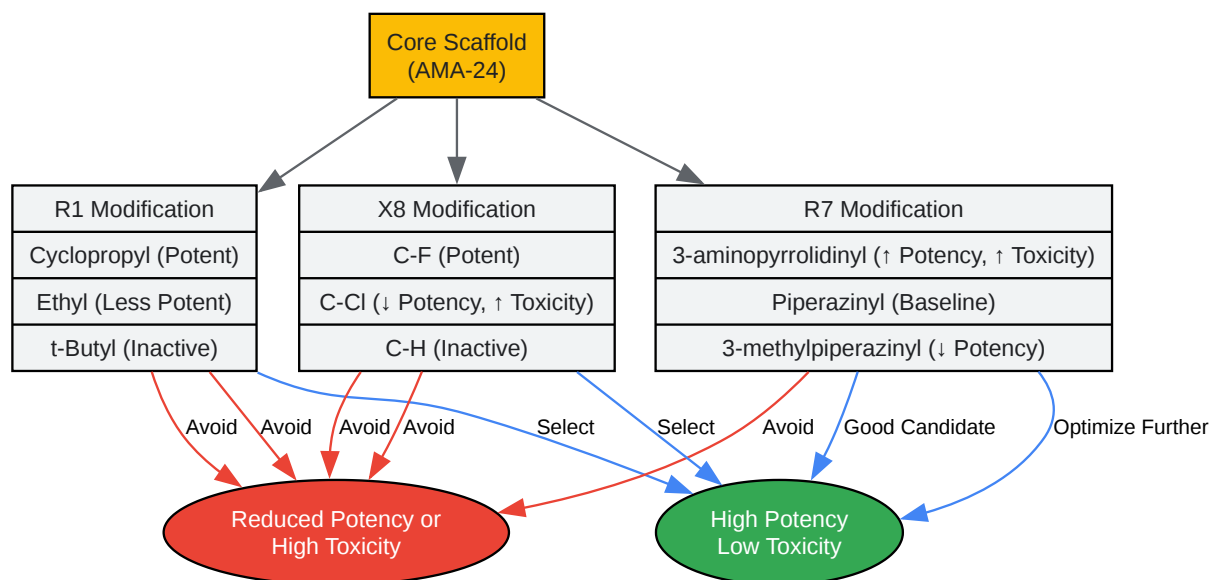 Core Scaffold
(AMA-24)
R1 Modification
Cyclopropyl (Potent)
Ethyl (Less Potent)
t-Butyl (Inactive)
X8 Modification
C-F (Potent)
C-Cl (↓ Potency, ↑ Toxicity)
C-H (Inactive)
R7 Modification
3-aminopyrrolidinyl (↑ Potency, ↑ Toxicity)
Piperazinyl (Baseline)
3-methylpiperazinyl (↓ Potency)
Avoid
Avoid
Avoid
Avoid
Select
Select
Avoid
Good Candidate
Optimize Further
Reduced Potency or
High Toxicity
High Potency
Low Toxicity